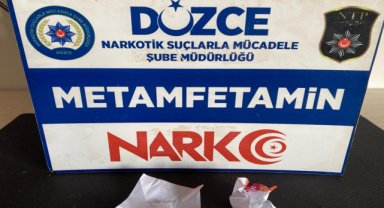 DÜZCE
NARKOTİK SUÇLARLA MÜCADELE
ŞUBE MÜDÜRLÜĞÜ
METAMFETAMİN
NARKO